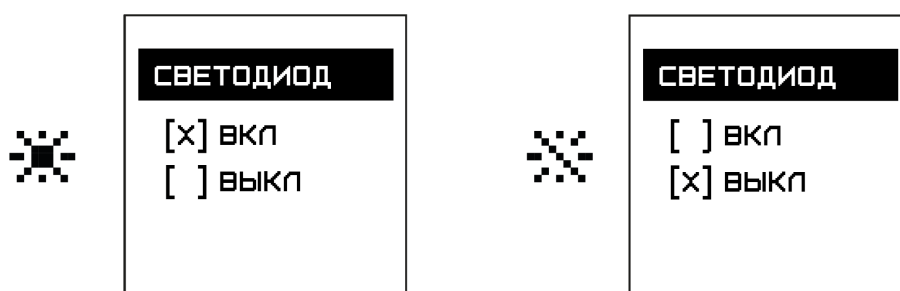 СВЕТОДИОД
[X] ВКЛ
[ ] ВЫКЛ
СВЕТОДИОД
[ ] ВКЛ
[X] ВЫКЛ